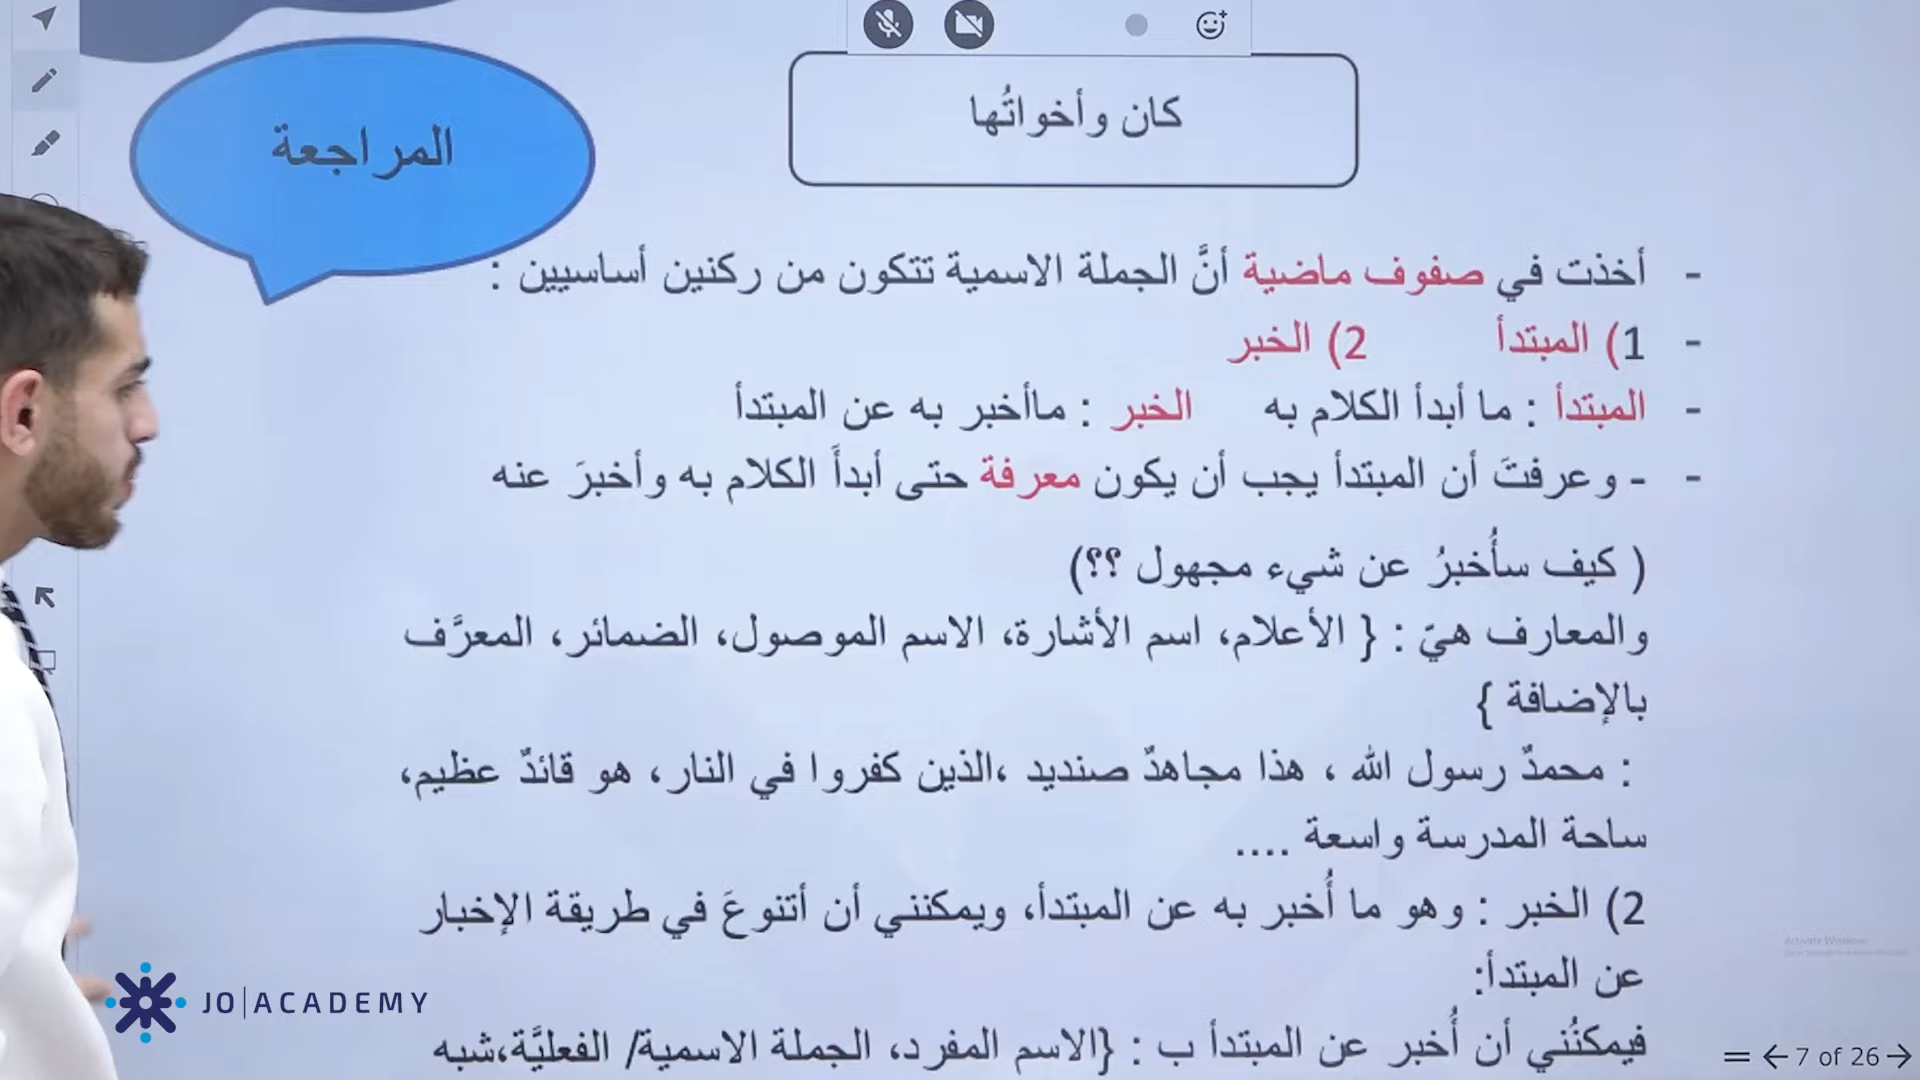 كان وأخواتُها
المراجعة
- أخذت في صفوف ماضية أنَّ الجملة الاسمية تتكون من ركنين أساسيين :
- 1) المبتدأ 2) الخبر
- المبتدأ : ما أبدأ الكلام به الخبر : ماأخبر به عن المبتدأ
- - وعرفتَ أن المبتدأ يجب أن يكون معرفة حتى أبدأَ الكلام به وأخبرَ عنه
( كيف سأُخبرُ عن شيء مجهول ؟؟)
والمعارف هيَ : { الأعلام، اسم الأشارة، الاسم الموصول، الضمائر، المعرَّف
بالإضافة }
: محمدٌ رسول الله ، هذا مجاهدٌ صنديد ،الذين كفروا في النار، هو قائدٌ عظيم،
ساحة المدرسة واسعة ....
2) الخبر : وهو ما أُخبر به عن المبتدأ، ويمكنني أن أتنوعَ في طريقة الإخبار
عن المبتدأ:
فيمكنُني أن أُخبر عن المبتدأ ب : {الاسم المفرد، الجملة الاسمية/ الفعليَّة،شبه
JO|ACADEMY
Activate Windows
7 of 26